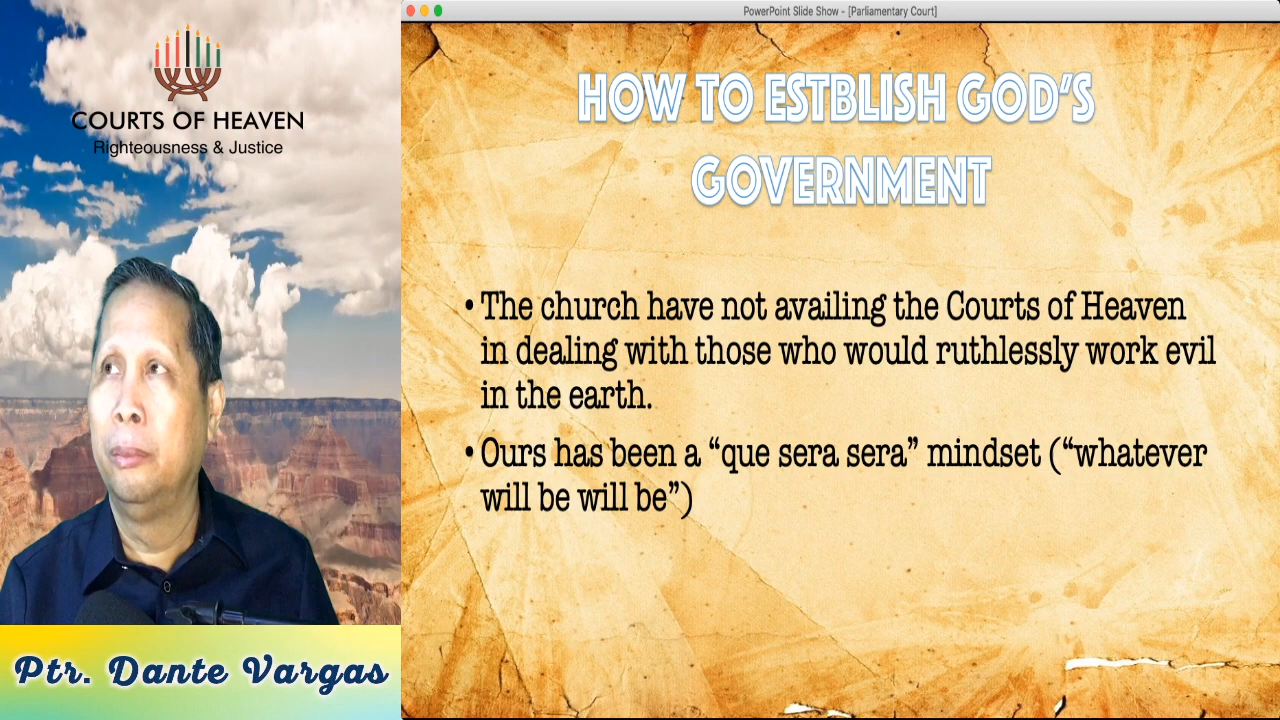 COURTS OF HEAVEN
Righteousness & Justice
Ptr. Dante Vargas
PowerPoint Slide Show - [Parliamentary Court]
HOW TO ESTBLISH GOD'S
GOVERNMENT
• The church have not availing the Courts of Heaven
in dealing with those who would ruthlessly work evil
in the earth.
• Ours has been a “que sera sera” mindset (“whatever
will be will be”)